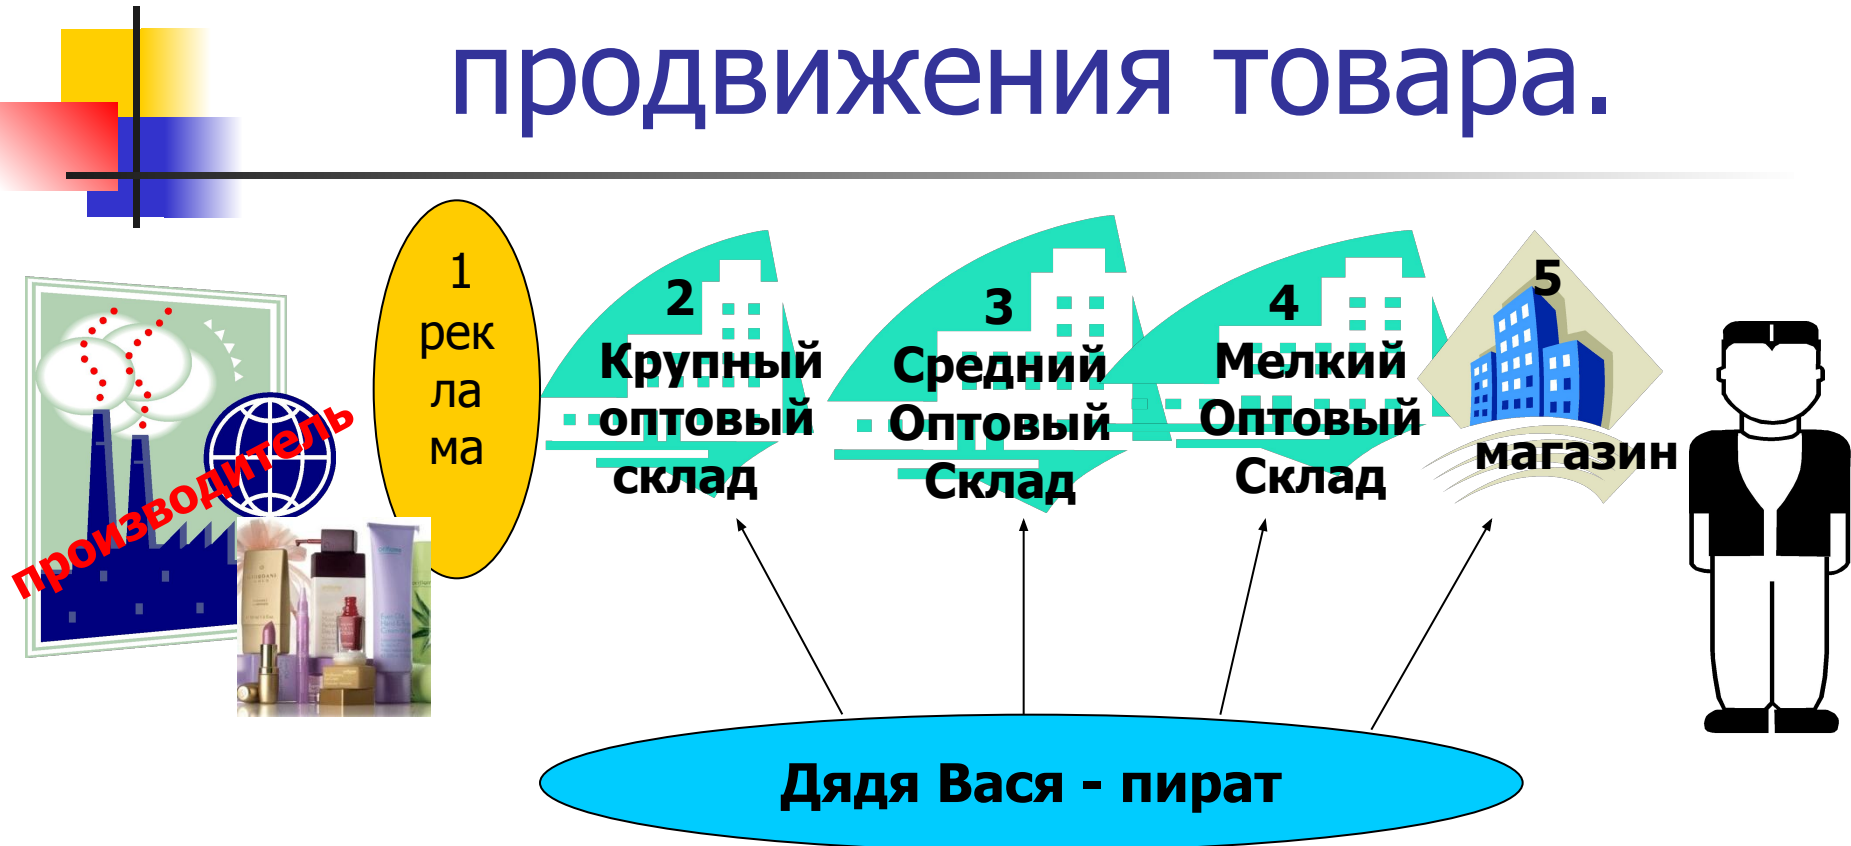 продвижения товара.
производитель
1
рек
ла
ма
2
Крупный
оптовый
склад
3
Средний
Оптовый
Склад
4
Мелкий
Оптовый
Склад
5
магазин
Дядя Вася - пират